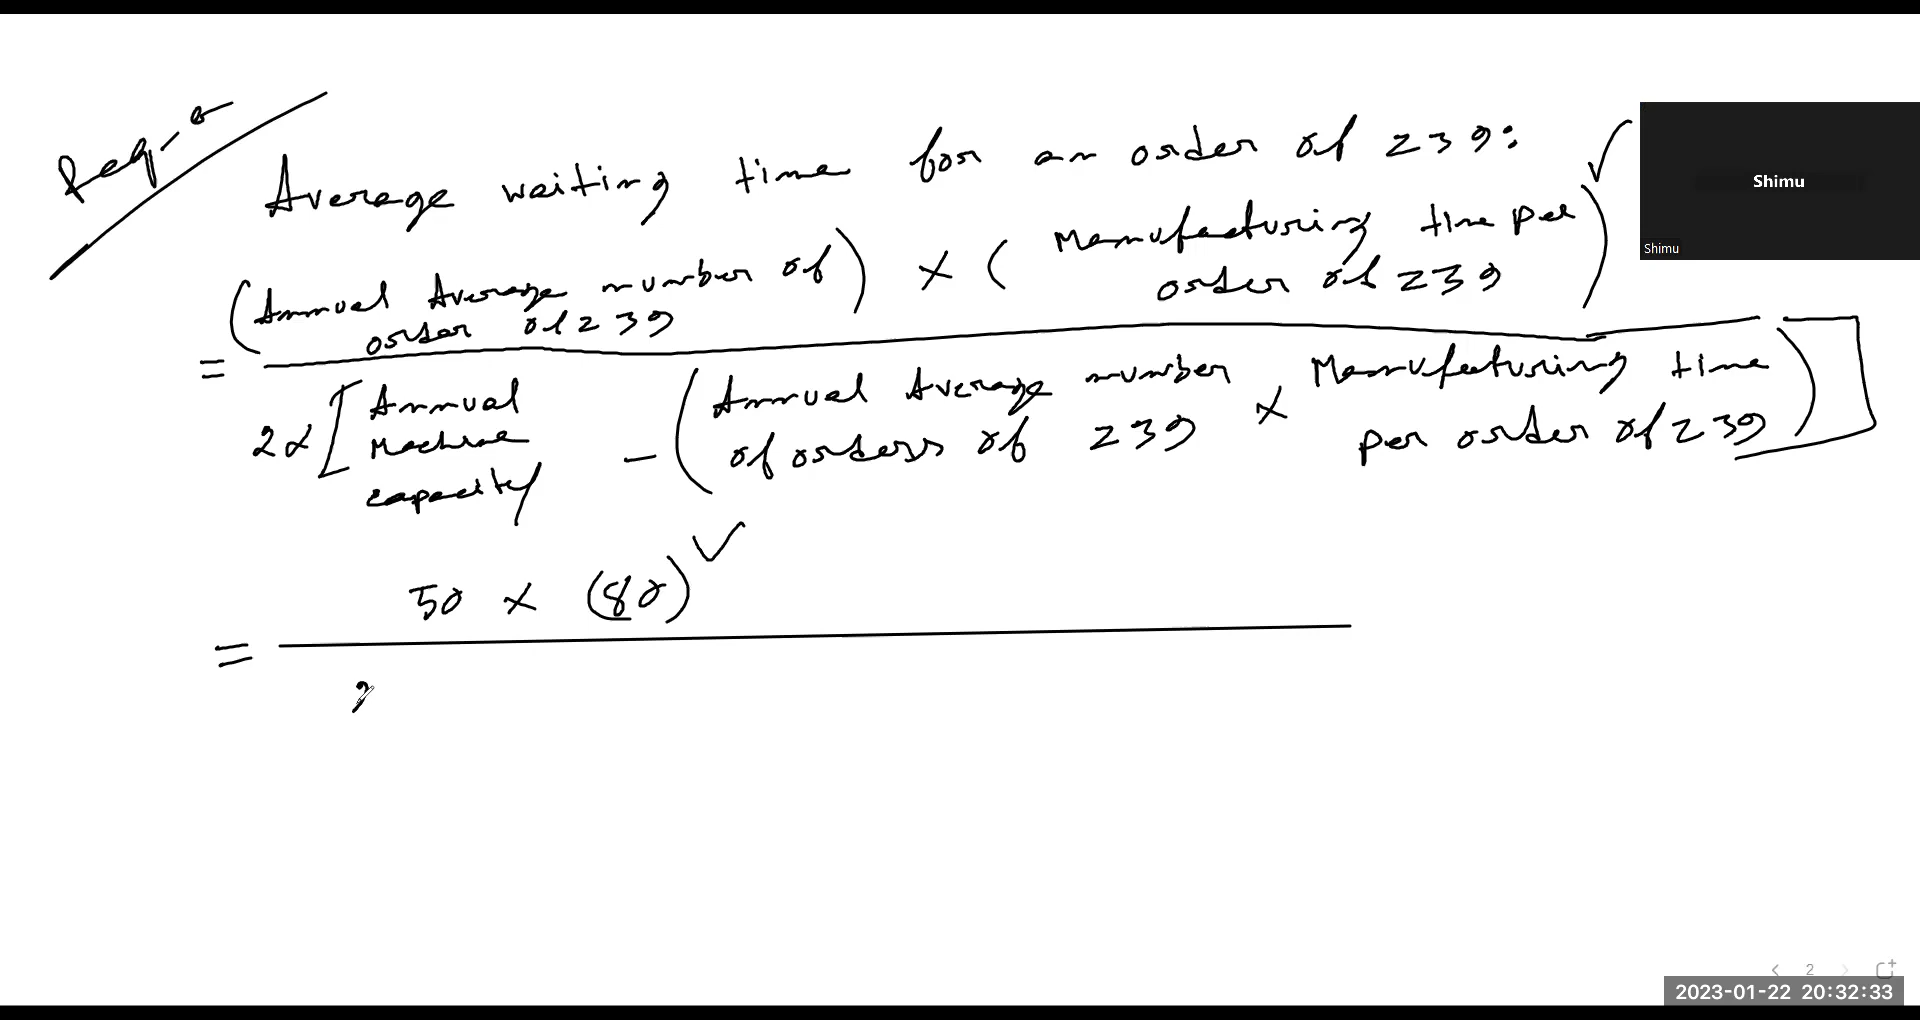 Req-a
Average waiting time for an order of Z39:
(Annual Average number of order of Z39) × (Manufacturing time per order of Z39)
=
2× [Annual Machine capacity - (Annual Average number of orders of Z39 × Manufacturing time per order of Z39)]
50 × (80)
=
Shimu
Shimu
2
2023-01-22 20:32:33